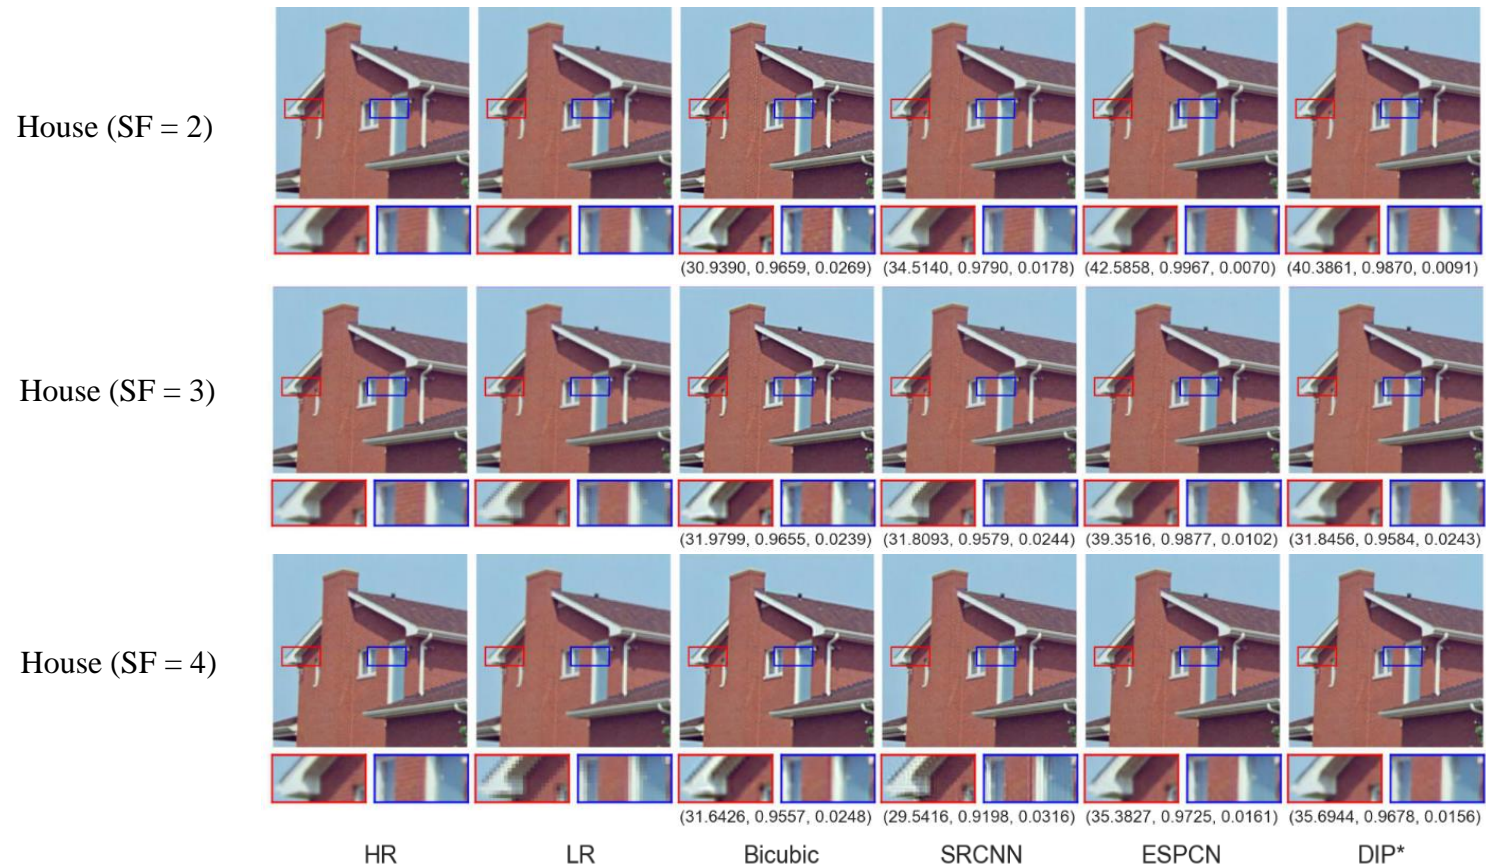 House (SF = 2)
(30.9390, 0.9659, 0.0269) (34.5140, 0.9790, 0.0178) (42.5858, 0.9967, 0.0070) (40.3861, 0.9870, 0.0091)
House (SF = 3)
(31.9799, 0.9655, 0.0239) (31.8093, 0.9579, 0.0244) (39.3516, 0.9877, 0.0102) (31.8456, 0.9584, 0.0243)
House (SF = 4)
(31.6426, 0.9557, 0.0248) (29.5416, 0.9198, 0.0316) (35.3827, 0.9725, 0.0161) (35.6944, 0.9678, 0.0156)
HR LR Bicubic SRCNN ESPCN DIP*